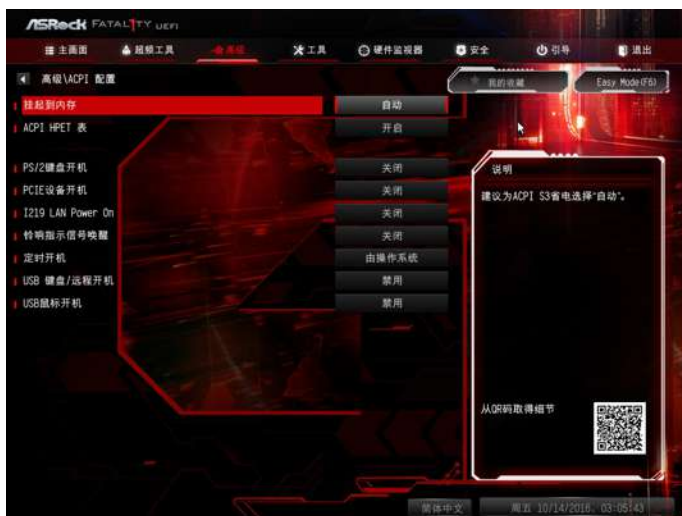 ASRock FATAL1TY UEFI
主画面 超频工具 高级 工具 硬件监视器 安全 引导 退出
高级\ACPI 配置
我的收藏 Easy Mode(F6)
挂起到内存 自动
ACPI HPET 表 开启
PS/2键盘开机 关闭
PCIE设备开机 关闭
I219 LAN Power On 关闭
铃响指示信号唤醒 关闭
定时开机 由操作系统
USB 键盘/远程开机 禁用
USB鼠标开机 禁用
说明
建议为ACPI S3省电选择“自动”。
从QR码取得细节
简体中文 周五 10/14/2016, 03:05:43